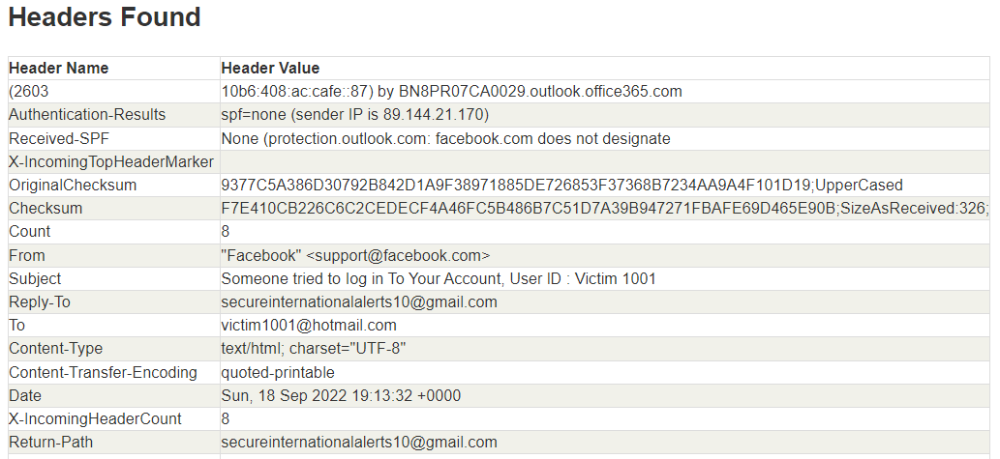 Headers Found
Header Name Header Value
(2603 10b6:408:ac:cafe::87) by BN8PR07CA0029.outlook.office365.com
Authentication-Results spf=none (sender IP is 89.144.21.170)
Received-SPF None (protection.outlook.com: facebook.com does not designate
X-IncomingTopHeaderMarker
OriginalChecksum 9377C5A386D30792B842D1A9F38971885DE726853F37368B7234AA9A4F101D19;UpperCased
Checksum F7E410CB226C6C2CEDECF4A46FC5B486B7C51D7A39B947271FBAFE69D465E90B;SizeAsReceived:326;
Count 8
From "Facebook" <support@facebook.com>
Subject Someone tried to log in To Your Account, User ID : Victim 1001
Reply-To secureinternationalalerts10@gmail.com
To victim1001@hotmail.com
Content-Type text/html; charset="UTF-8"
Content-Transfer-Encoding quoted-printable
Date Sun, 18 Sep 2022 19:13:32 +0000
X-IncomingHeaderCount 8
Return-Path secureinternationalalerts10@gmail.com